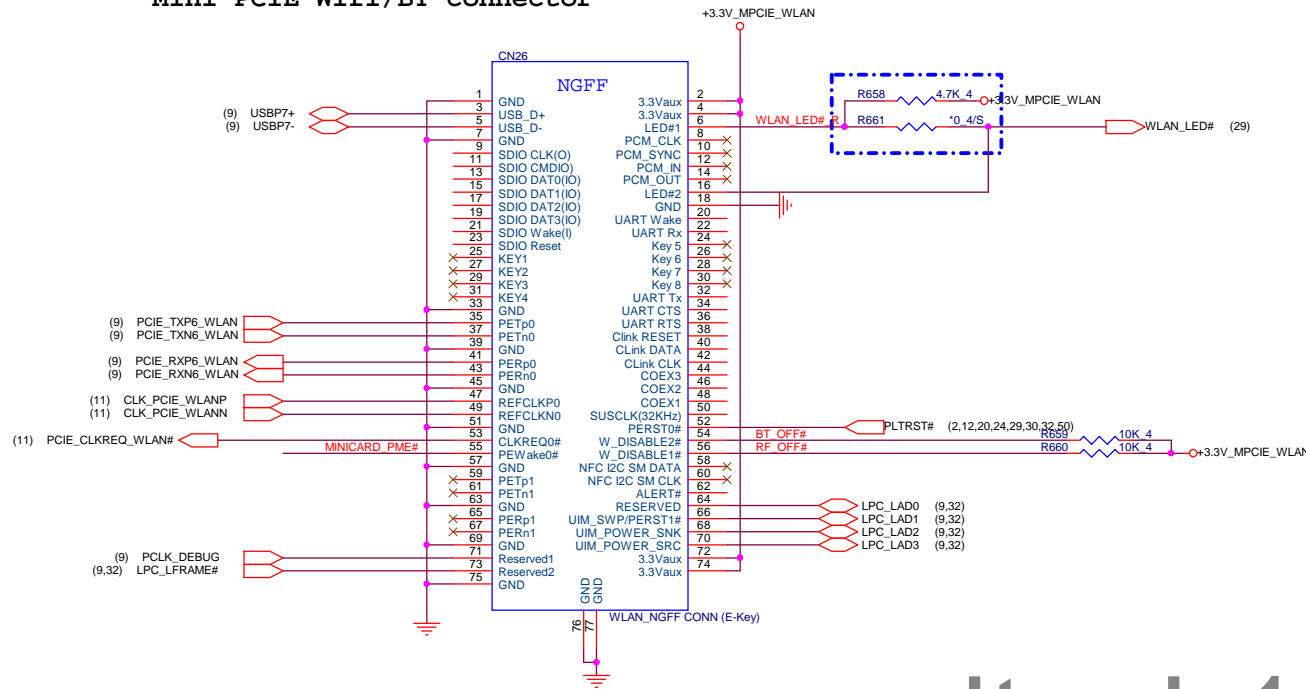 Mini PCIE Wifi/BT Connector
+3.3V_MPCIE_WLAN
CN26
NGFF
1 GND
3 USB_D+
5 USB_D-
7 GND
9 SDIO CLK(O)
11 SDIO CMDIO)
13 SDIO DAT0(IO)
15 SDIO DAT1(IO)
17 SDIO DAT2(IO)
19 SDIO DAT3(IO)
21 SDIO Wake(I)
23 SDIO Reset
25 KEY1
27 KEY2
29 KEY3
31 KEY4
33 GND
35 PETp0
37 PETn0
39 GND
41 PERp0
43 PERn0
45 GND
47 REFCLKP0
49 REFCLKN0
51 GND
53 CLKREQ0#
55 PEWake0#
57 GND
59 PETp1
61 PETn1
63 GND
65 PERp1
67 PERn1
69 GND
71 Reserved1
73 Reserved2
75 GND
3.3Vaux 2
3.3Vaux 4
LED#1 6
PCM_CLK 8
PCM_SYNC 10
PCM_IN 12
PCM_OUT 14
LED#2 16
GND 18
UART Wake 20
UART Rx 22
Key 5 24
Key 6 26
Key 7 28
Key 8 30
UART Tx 32
UART CTS 34
UART RTS 36
Clink RESET 38
CLink DATA 40
CLink CLK 42
COEX3 44
COEX2 46
COEX1 48
SUSCLK(32KHz) 50
PERST0# 52
W_DISABLE2# 54
W_DISABLE1# 56
NFC I2C SM DATA 58
NFC I2C SM CLK 60
ALERT# 62
RESERVED 64
UIM_SWP/PERST1# 66
UIM_POWER_SNK 68
UIM_POWER_SRC 70
3.3Vaux 72
3.3Vaux 74
GND 76
GND 77
WLAN_NGFF CONN (E-Key)
(9) USBP7+
(9) USBP7-
(9) PCIE_TXP6_WLAN
(9) PCIE_TXN6_WLAN
(9) PCIE_RXP6_WLAN
(9) PCIE_RXN6_WLAN
(11) CLK_PCIE_WLANP
(11) CLK_PCIE_WLANN
(11) PCIE_CLKREQ_WLAN#
MINICARD_PME#
(9) PCLK_DEBUG
(9,32) LPC_LFRAME#
R658 4.7K_4 +3.3V_MPCIE_WLAN
WLAN_LED#_R R661 *0_4/S WLAN_LED# (29)
PLTRST# (2,12,20,24,29,30,32,50)
BT_OFF# R659 10K_4
RF_OFF# R660 10K_4 +3.3V_MPCIE_WLAN
LPC_LAD0 (9,32)
LPC_LAD1 (9,32)
LPC_LAD2 (9,32)
LPC_LAD3 (9,32)